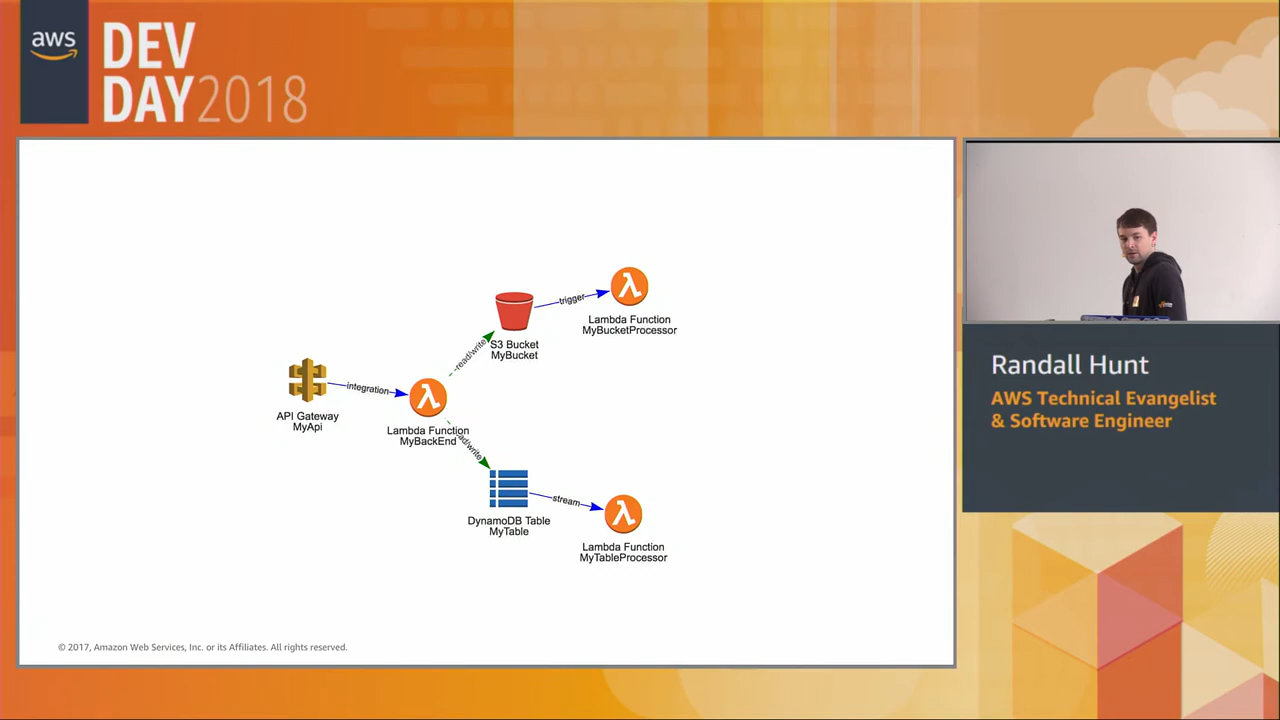 aws
DEV
DAY2018
trigger
Lambda Function
MyBucketProcessor
read/write
S3 Bucket
MyBucket
integration
API Gateway
MyApi
Lambda Function
MyBackEnd
DynamoDB Table
MyTable
stream
Lambda Function
MyTableProcessor
© 2017, Amazon Web Services, Inc. or its Affiliates. All rights reserved.
Randall Hunt
AWS Technical Evangelist
& Software Engineer